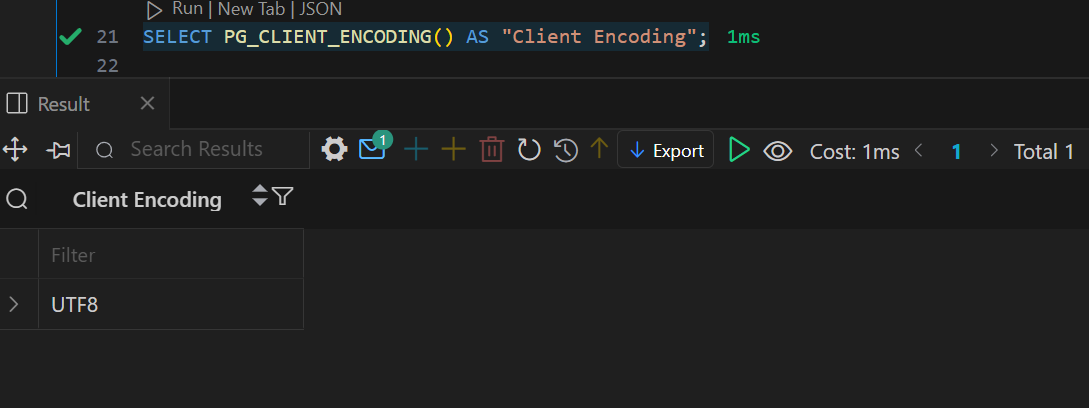 Run | New Tab | JSON
21 SELECT PG_CLIENT_ENCODING() AS "Client Encoding"; 1ms
22
Result
Search Results 1 Export Cost: 1ms 1 Total 1
Client Encoding
Filter
UTF8